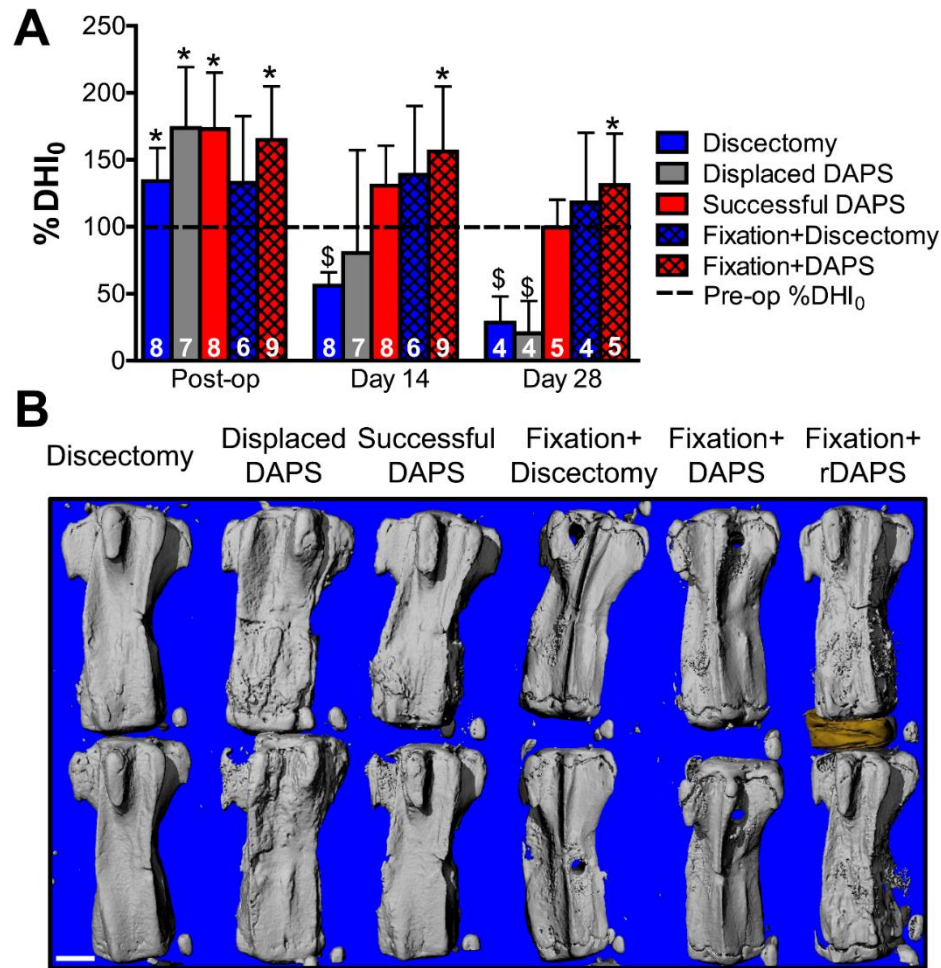 A
250
200
150
100
50
0
%DHI₀
* * * *
*
*
$
$ $
8 7 8 6 9
8 7 8 6 9
4 4 5 4 5
Post-op Day 14 Day 28
Discectomy
Displaced DAPS
Successful DAPS
Fixation+Discectomy
Fixation+DAPS
Pre-op %DHI₀
B
Discectomy
Displaced
DAPS
Successful
DAPS
Fixation+
Discectomy
Fixation+
DAPS
Fixation+
rDAPS